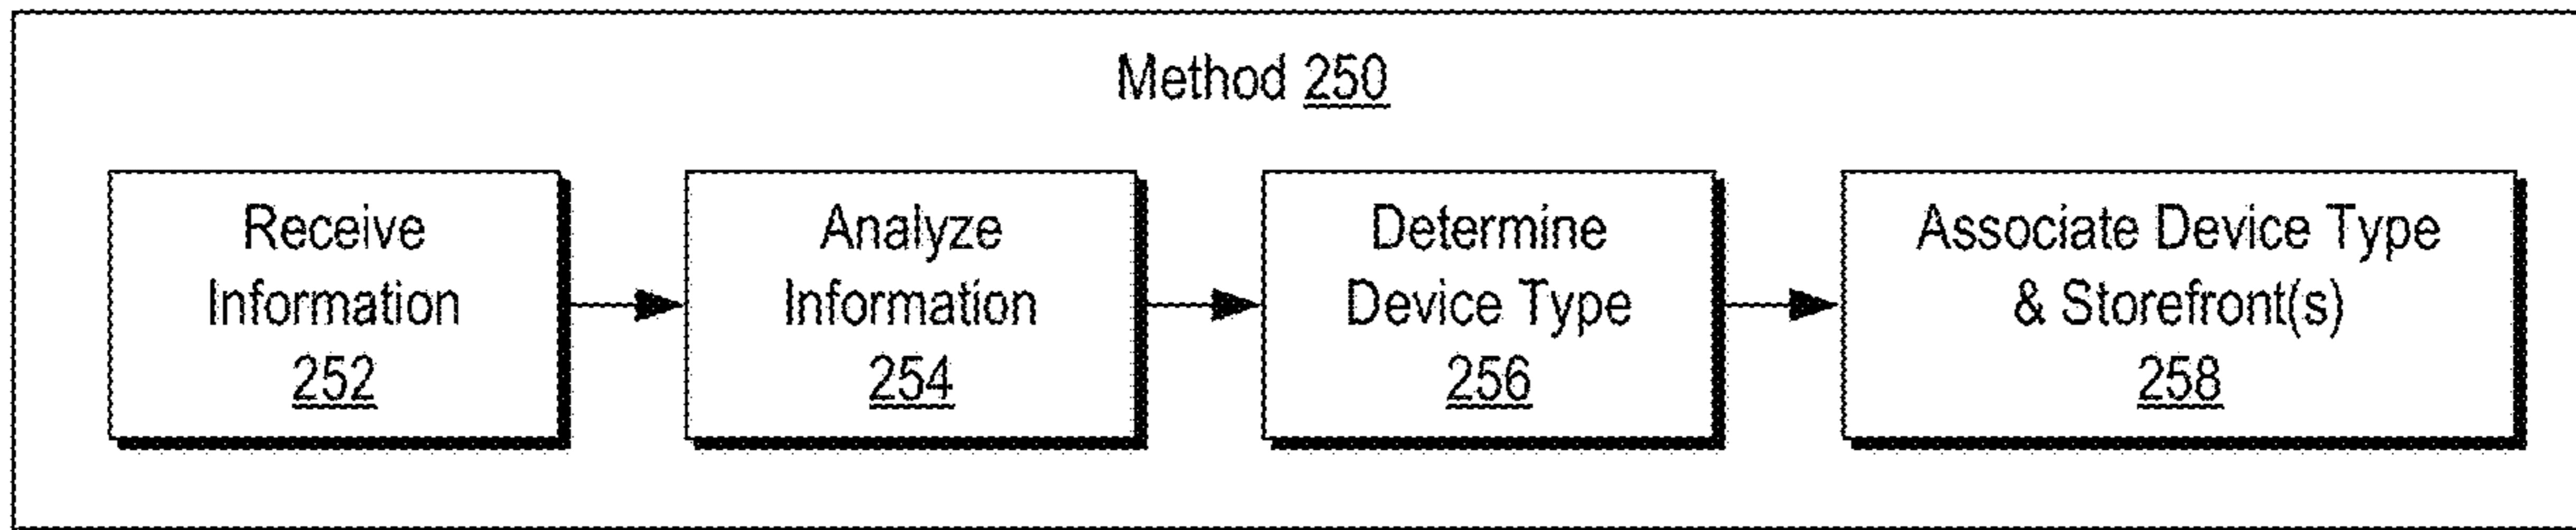 Method 250
Receive
Information
252
Analyze
Information
254
Determine
Device Type
256
Associate Device Type
& Storefront(s)
258